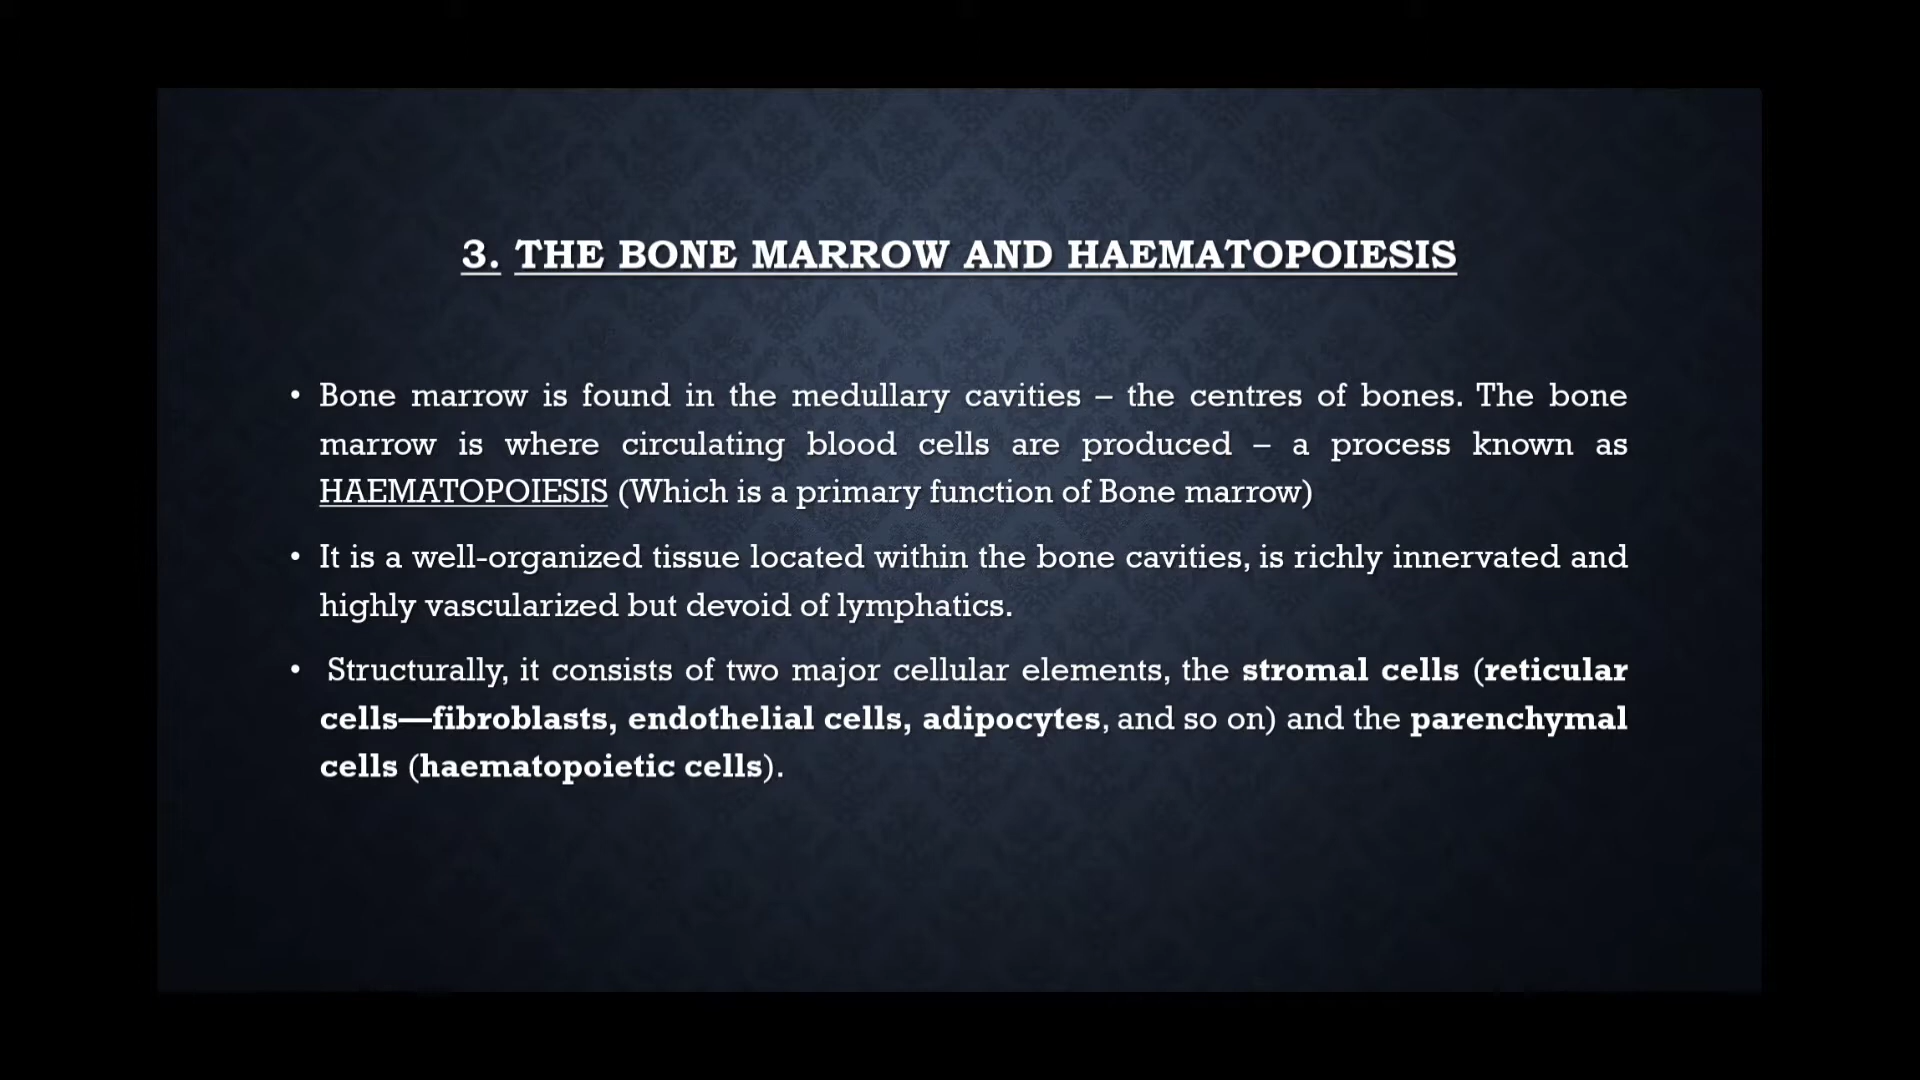 3. THE BONE MARROW AND HAEMATOPOIESIS
• Bone marrow is found in the medullary cavities – the centres of bones. The bone
marrow is where circulating blood cells are produced – a process known as
HAEMATOPOIESIS (Which is a primary function of Bone marrow)
• It is a well-organized tissue located within the bone cavities, is richly innervated and
highly vascularized but devoid of lymphatics.
• Structurally, it consists of two major cellular elements, the stromal cells (reticular
cells—fibroblasts, endothelial cells, adipocytes, and so on) and the parenchymal
cells (haematopoietic cells).